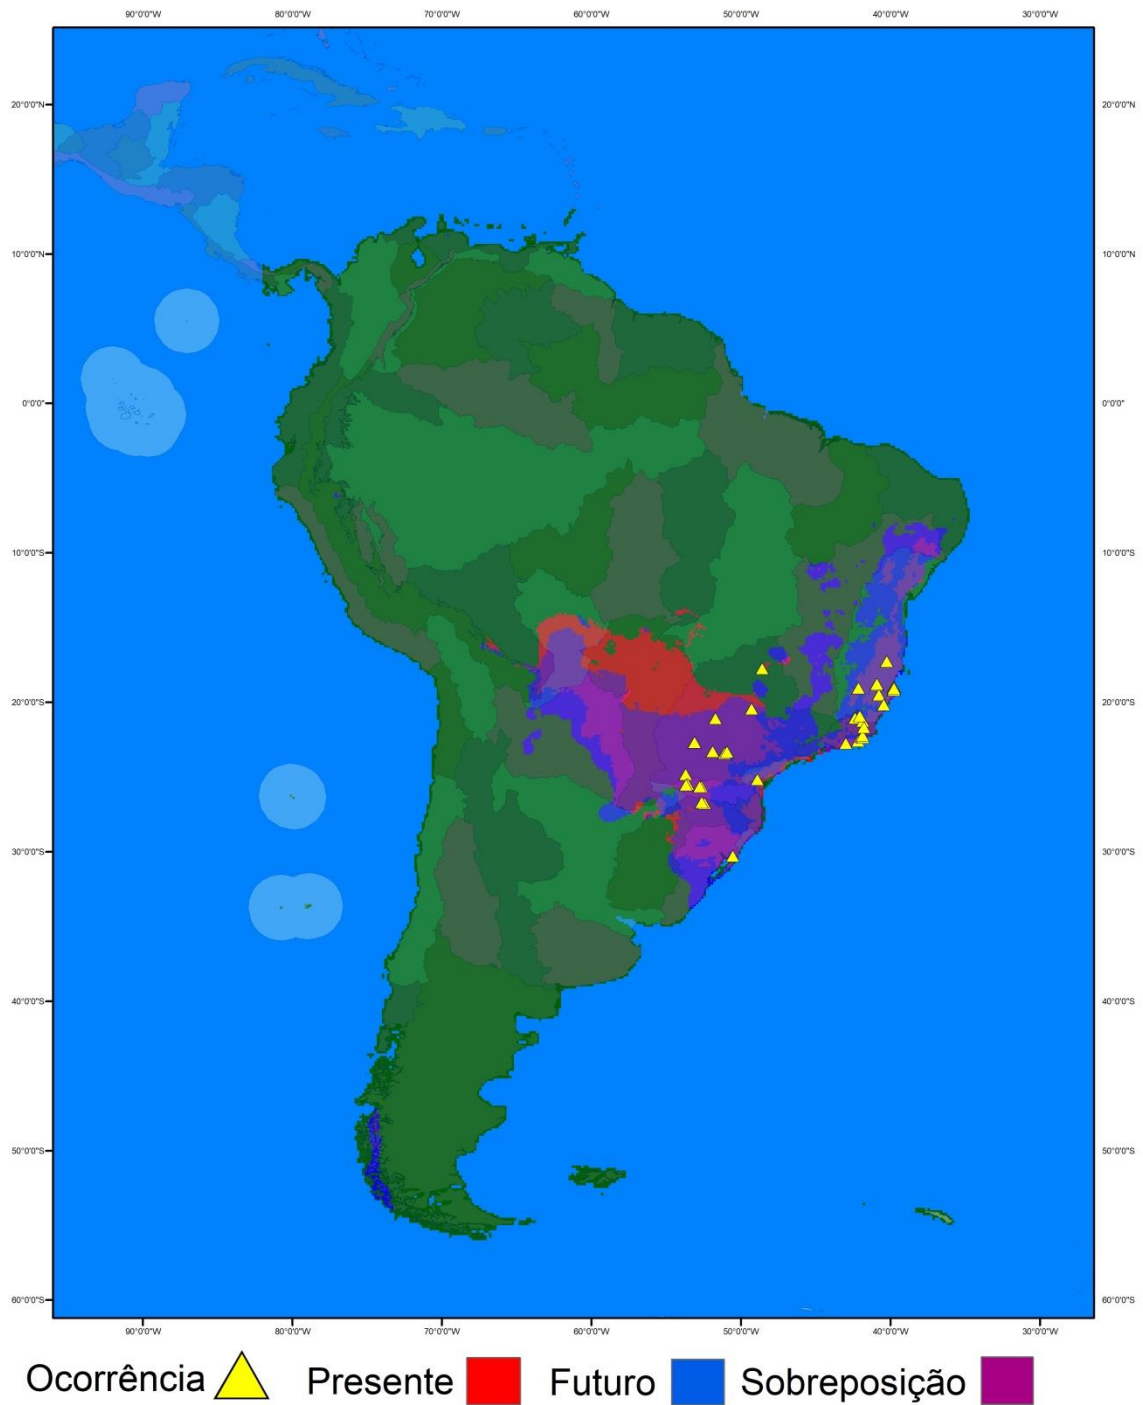 90°0'0"W 80°0'0"W 70°0'0"W 60°0'0"W 50°0'0"W 40°0'0"W 30°0'0"W
20°0'0"N 20°0'0"N
10°0'0"N 10°0'0"N
0°0'0" 0°0'0"
10°0'0"S 10°0'0"S
20°0'0"S 20°0'0"S
30°0'0"S 30°0'0"S
40°0'0"S 40°0'0"S
50°0'0"S 50°0'0"S
60°0'0"S 60°0'0"S
90°0'0"W 80°0'0"W 70°0'0"W 60°0'0"W 50°0'0"W 40°0'0"W 30°0'0"W
Ocorrência Presente Futuro Sobreposição